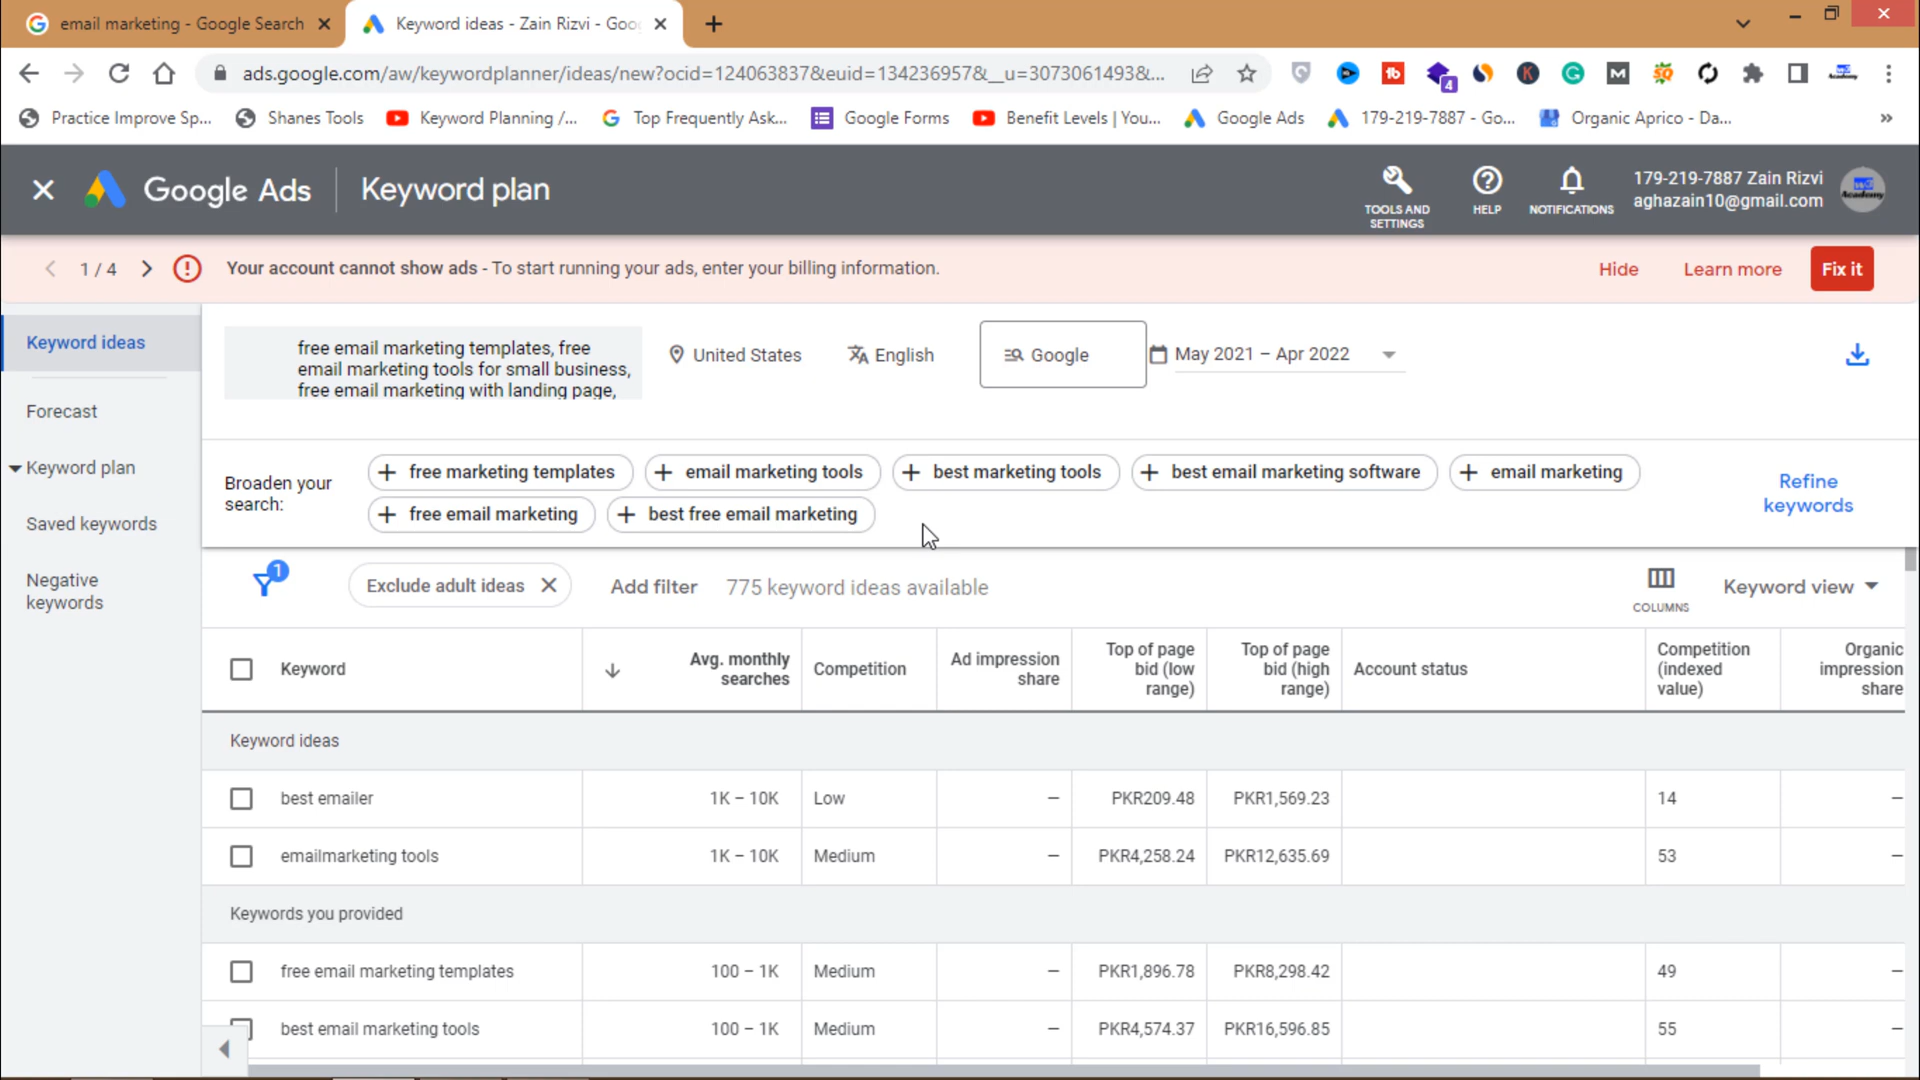 email marketing - Google Search
Keyword ideas - Zain Rizvi - Goo
ads.google.com/aw/keywordplanner/ideas/new?ocid=124063837&euid=134236957&__u=3073061493&...
4
Practice Improve Sp...
Shanes Tools
Keyword Planning /...
Top Frequently Ask...
Google Forms
Benefit Levels | You...
Google Ads
179-219-7887 - Go...
Organic Aprico - Da...
Google Ads
Keyword plan
TOOLS AND SETTINGS
HELP
NOTIFICATIONS
179-219-7887 Zain Rizvi
aghazain10@gmail.com
1 / 4
Your account cannot show ads - To start running your ads, enter your billing information.
Hide
Learn more
Fix it
Keyword ideas
Forecast
Keyword plan
Saved keywords
Negative
keywords
free email marketing templates, free
email marketing tools for small business,
free email marketing with landing page,
United States
English
Google
May 2021 – Apr 2022
Broaden your
search:
free marketing templates
email marketing tools
best marketing tools
best email marketing software
email marketing
free email marketing
best free email marketing
Refine
keywords
1
Exclude adult ideas
Add filter
775 keyword ideas available
COLUMNS
Keyword view
Keyword
Avg. monthly
searches
Competition
Ad impression
share
Top of page
bid (low
range)
Top of page
bid (high
range)
Account status
Competition
(indexed
value)
Organic
impression
share
Keyword ideas
best emailer 1K – 10K Low – PKR209.48 PKR1,569.23 14 –
emailmarketing tools 1K – 10K Medium – PKR4,258.24 PKR12,635.69 53 –
Keywords you provided
free email marketing templates 100 – 1K Medium – PKR1,896.78 PKR8,298.42 49 –
best email marketing tools 100 – 1K Medium – PKR4,574.37 PKR16,596.85 55 –